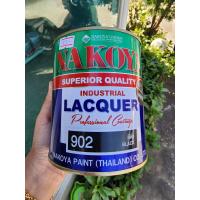 NAKOYA
SUPERIOR QUALITY
INDUSTRIAL
LACQUER
Professional Coatings
902
BLACK
NAKOYA PAINT (THAILAND) CO